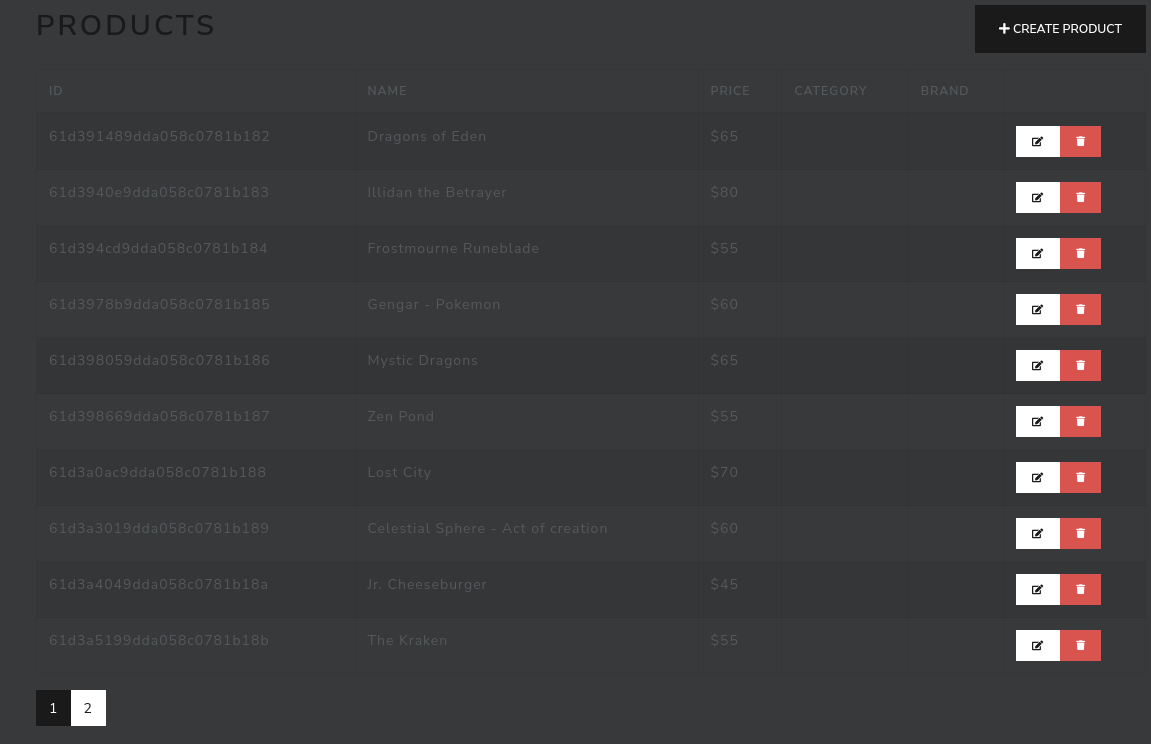 PRODUCTS
CREATE PRODUCT
ID NAME PRICE CATEGORY BRAND
61d391489dda058c0781b182 Dragons of Eden $65
61d3940e9dda058c0781b183 Illidan the Betrayer $80
61d394cd9dda058c0781b184 Frostmourne Runeblade $55
61d3978b9dda058c0781b185 Gengar - Pokemon $60
61d398059dda058c0781b186 Mystic Dragons $65
61d398669dda058c0781b187 Zen Pond $55
61d3a0ac9dda058c0781b188 Lost City $70
61d3a3019dda058c0781b189 Celestial Sphere - Act of creation $60
61d3a4049dda058c0781b18a Jr. Cheeseburger $45
61d3a5199dda058c0781b18b The Kraken $55
1 2